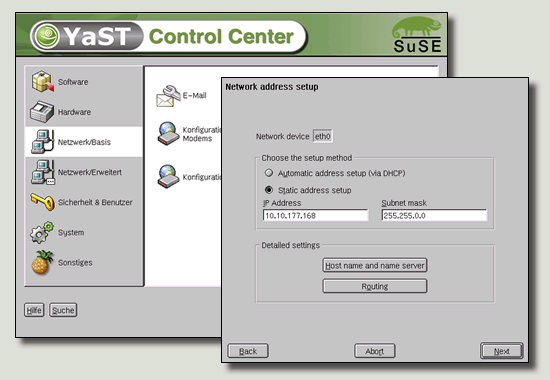 YaST Control Center
SuSE
Software
Hardware
Netzwerk/Basis
Netzwerk/Erweitert
Sicherheit & Benutzer
System
Sonstiges
Hilfe
Suche
E-Mail
Konfiguration
Modems
Konfiguratio
Network address setup
Network device eth0
Choose the setup method
Automatic address setup (via DHCP)
Static address setup
IP Address Subnet mask
10.10.177.168 255.255.0.0
Detailed settings
Host name and name server
Routing
Back Abort Next